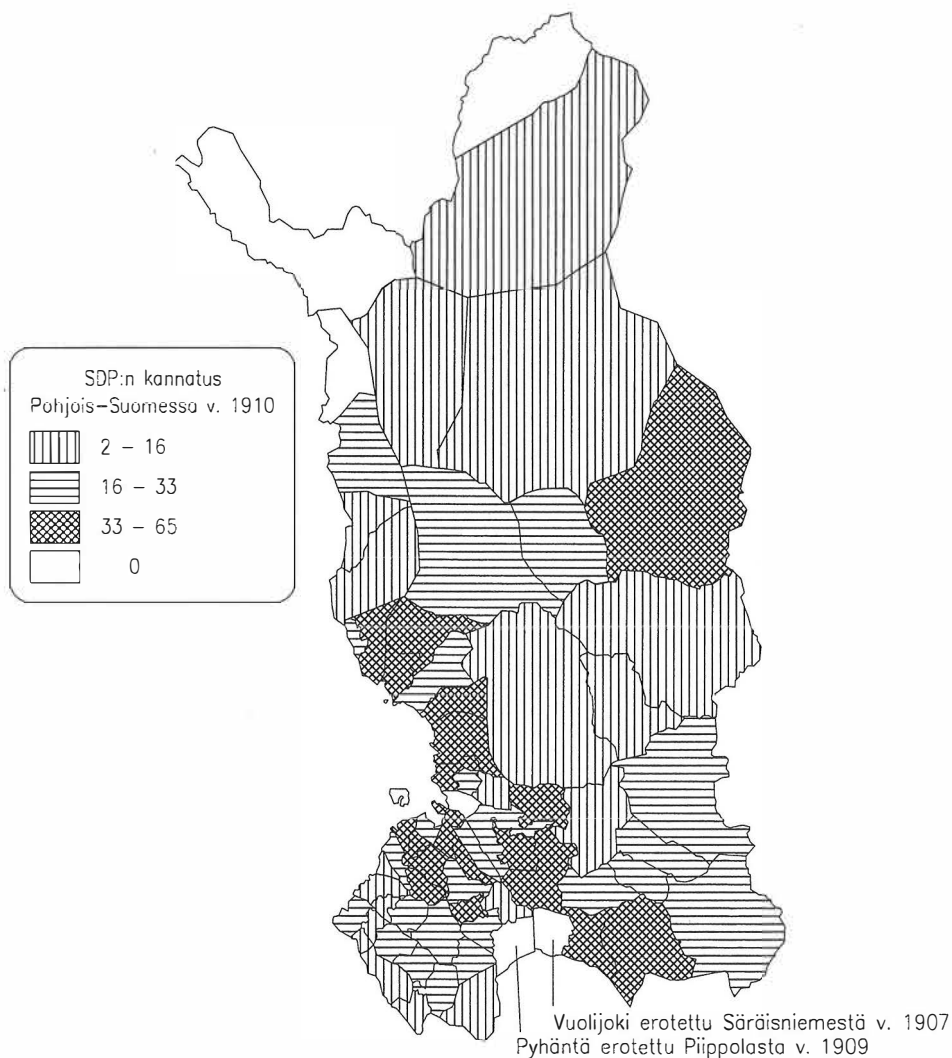 SDP:n kannatus
Pohjois-Suomessa v. 1910
2 - 16
16 - 33
33 - 65
0
Vuolijoki erotettu Säräisniemestä v. 1907
Pyhäntä erotettu Piippolasta v. 1909